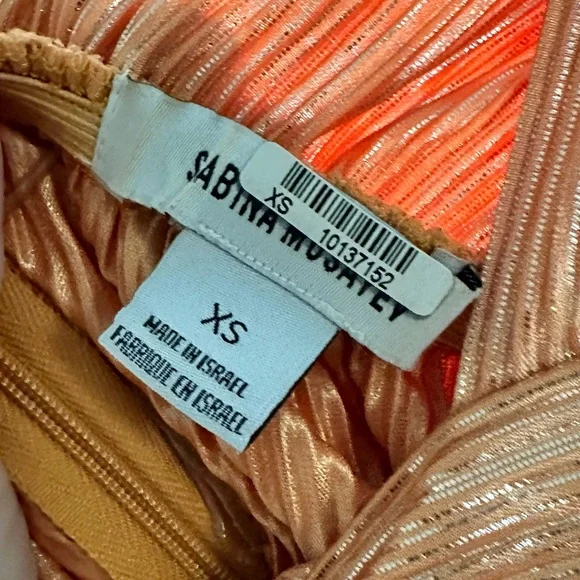 SABINA MUSAYEV
XS 10137152
XS
MADE IN ISRAEL
FABRIQUE EN ISRAEL